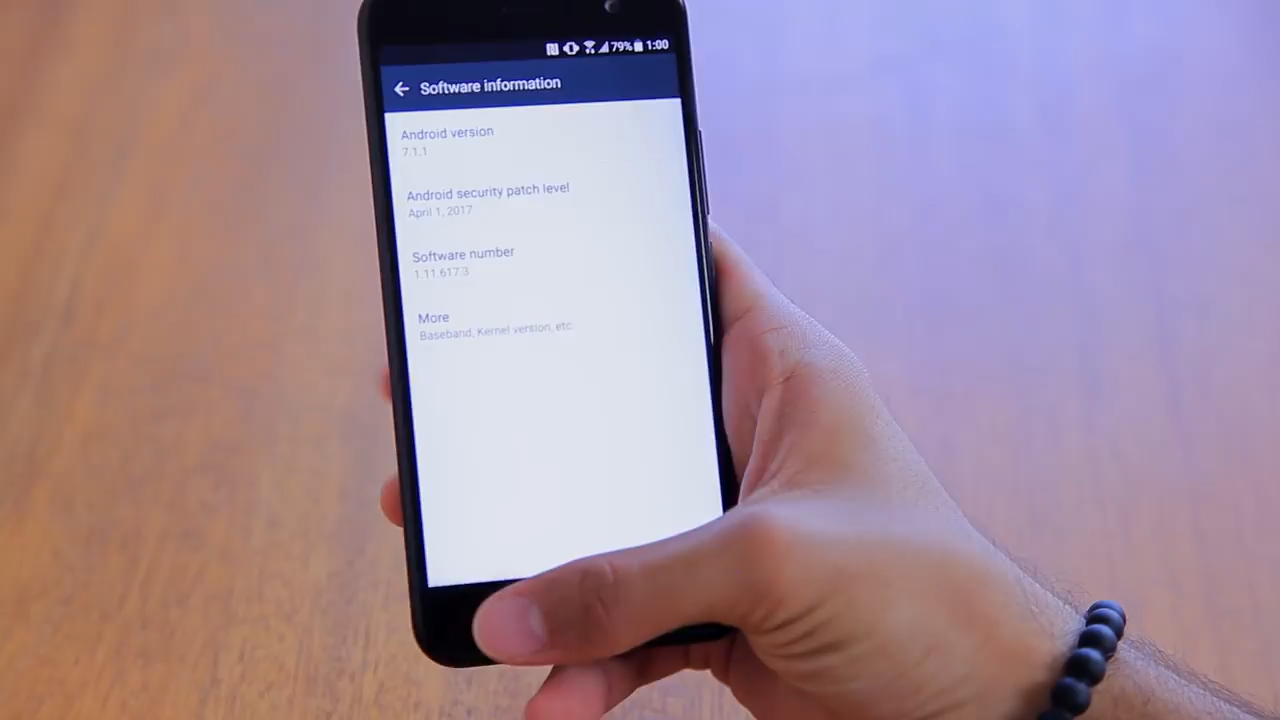 79% 1:00
Software information
Android version
7.1.1
Android security patch level
April 1, 2017
Software number
1.11.617.3
More
Baseband, Kernel version, etc.